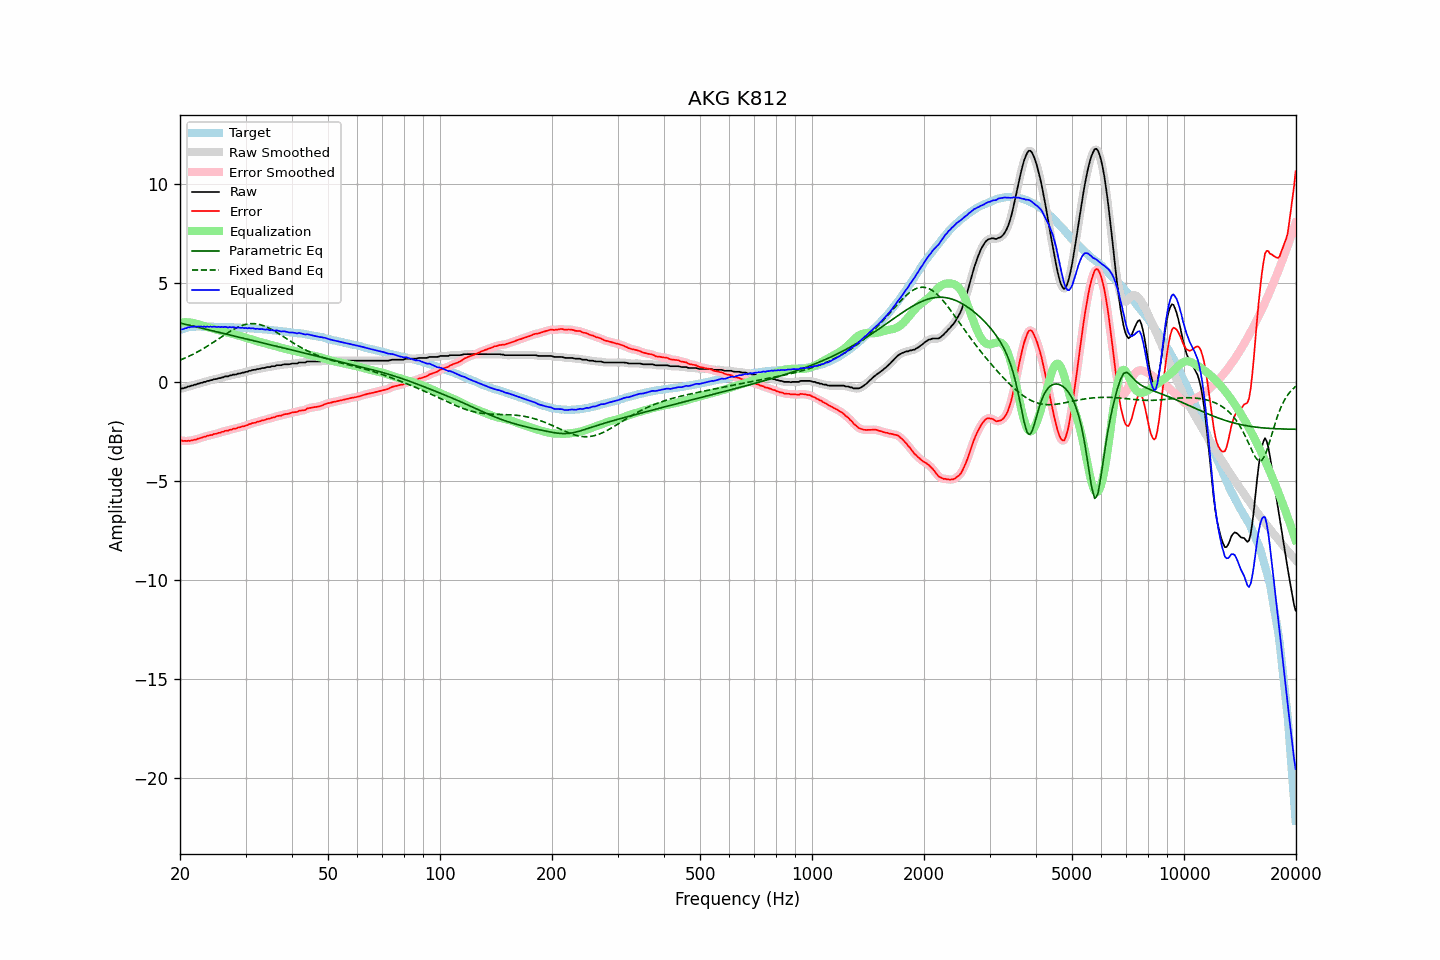 AKG K812
Target
Raw Smoothed
Error Smoothed
Raw
Error
Equalization
Parametric Eq
Fixed Band Eq
Equalized
10
5
0
−5
−10
−15
−20
Amplitude (dBr)
20 50 100 200 500 1000 2000 5000 10000 20000
Frequency (Hz)